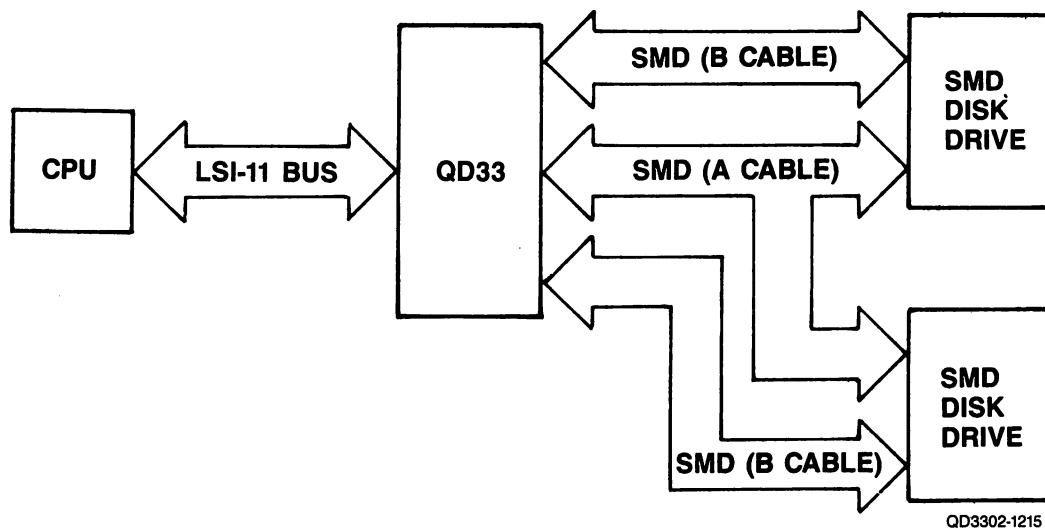 CPU
LSI-11 BUS
QD33
SMD (B CABLE)
SMD (A CABLE)
SMD
DISK
DRIVE
SMD
DISK
DRIVE
SMD (B CABLE)
QD3302-1215